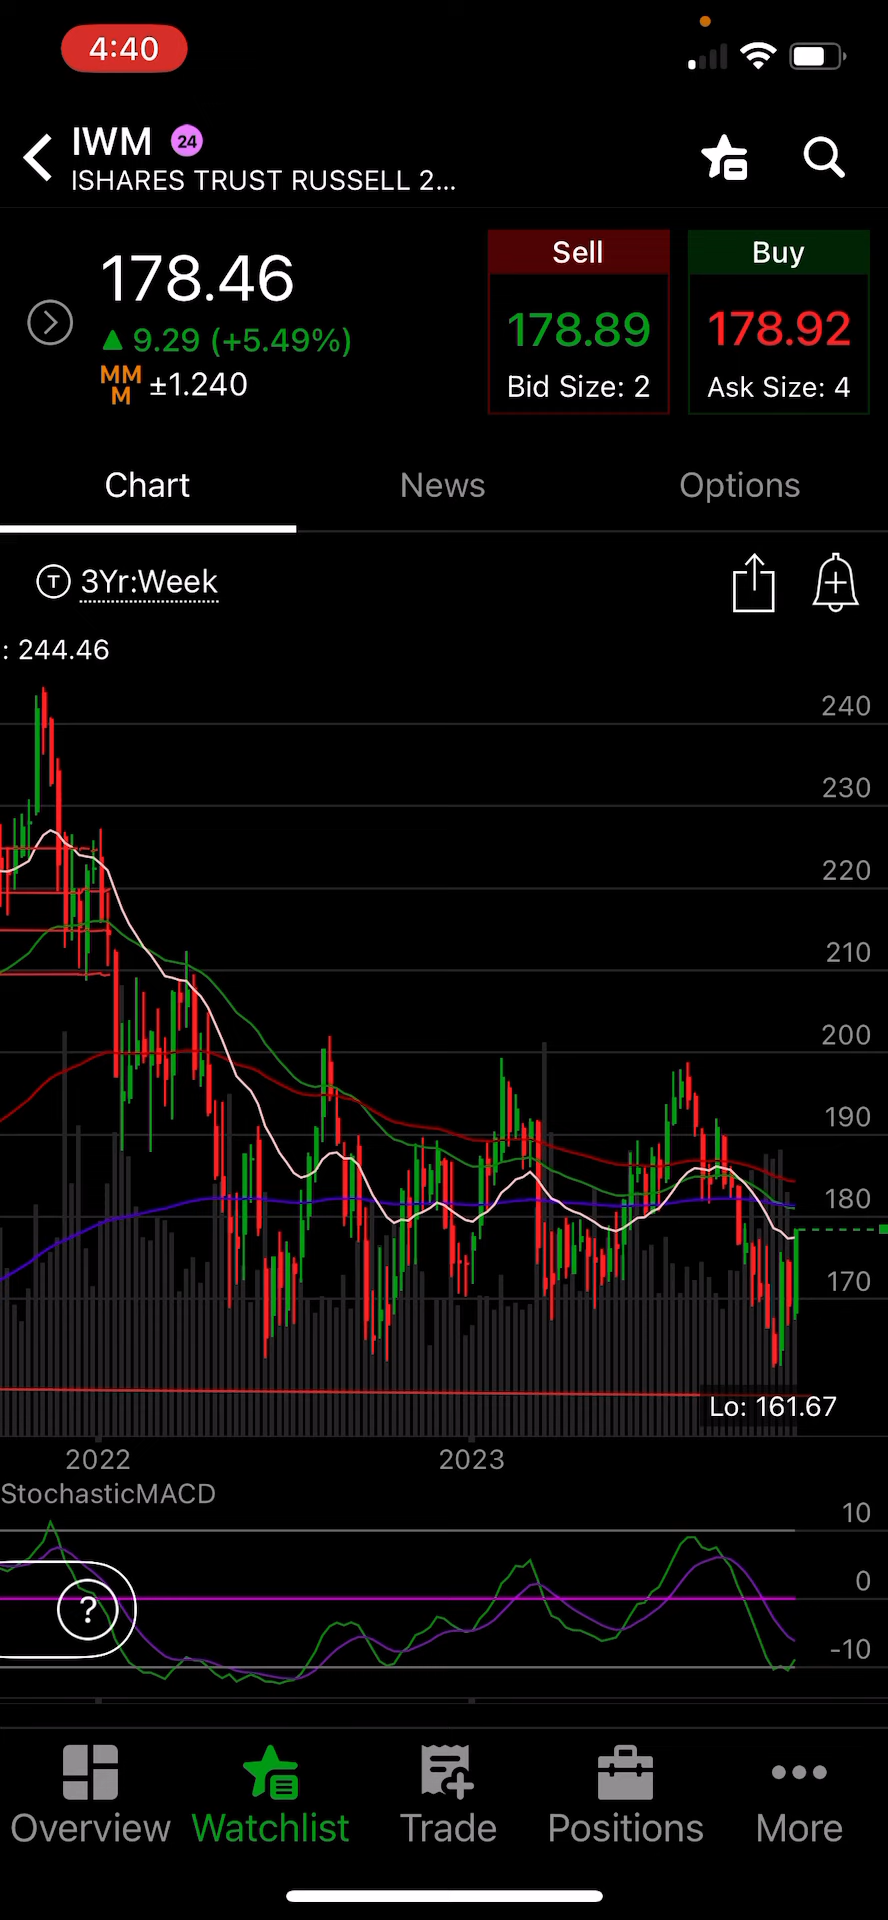 4:40
IWM 24
ISHARES TRUST RUSSELL 2...
178.46
9.29 (+5.49%)
MM
M ±1.240
Sell
178.89
Bid Size: 2
Buy
178.92
Ask Size: 4
Chart News Options
T 3Yr:Week
: 244.46
240
230
220
210
200
190
180
170
Lo: 161.67
2022 2023
StochasticMACD
10
0
-10
?
Overview Watchlist Trade Positions More